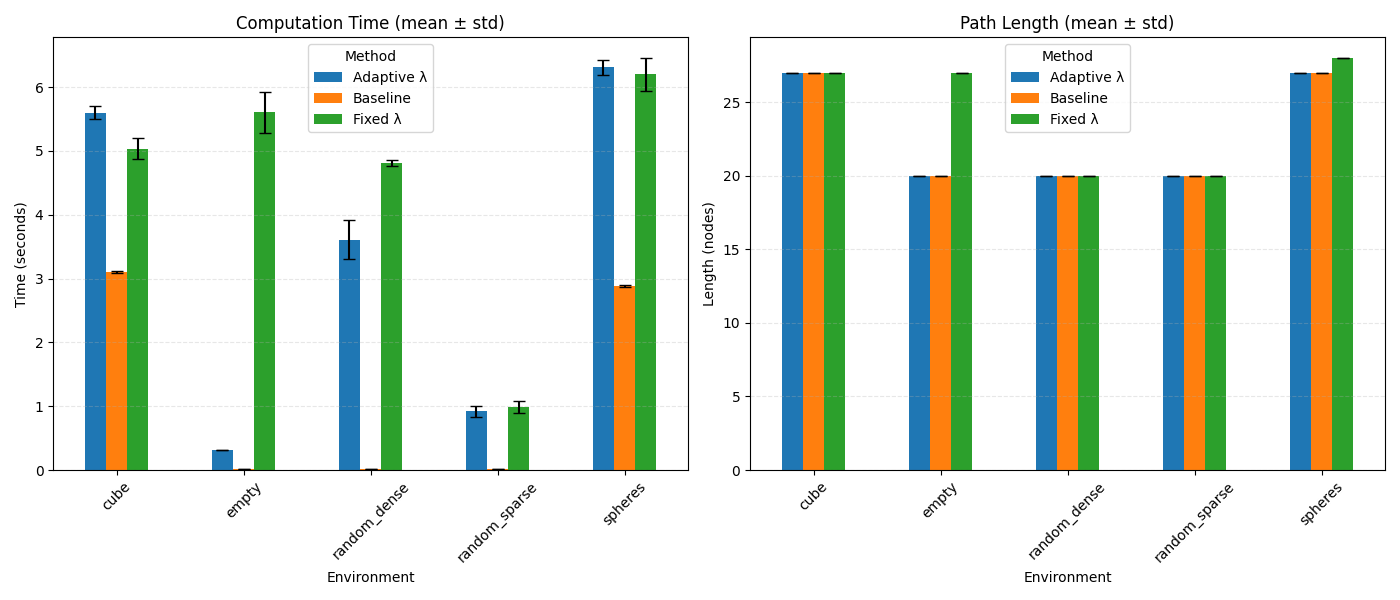 Computation Time (mean ± std)
Time (seconds)
6
5
4
3
2
1
0
Method
Adaptive λ
Baseline
Fixed λ
cube
empty
random_dense
random_sparse
spheres
Environment
Path Length (mean ± std)
Length (nodes)
25
20
15
10
5
0
Method
Adaptive λ
Baseline
Fixed λ
cube
empty
random_dense
random_sparse
spheres
Environment